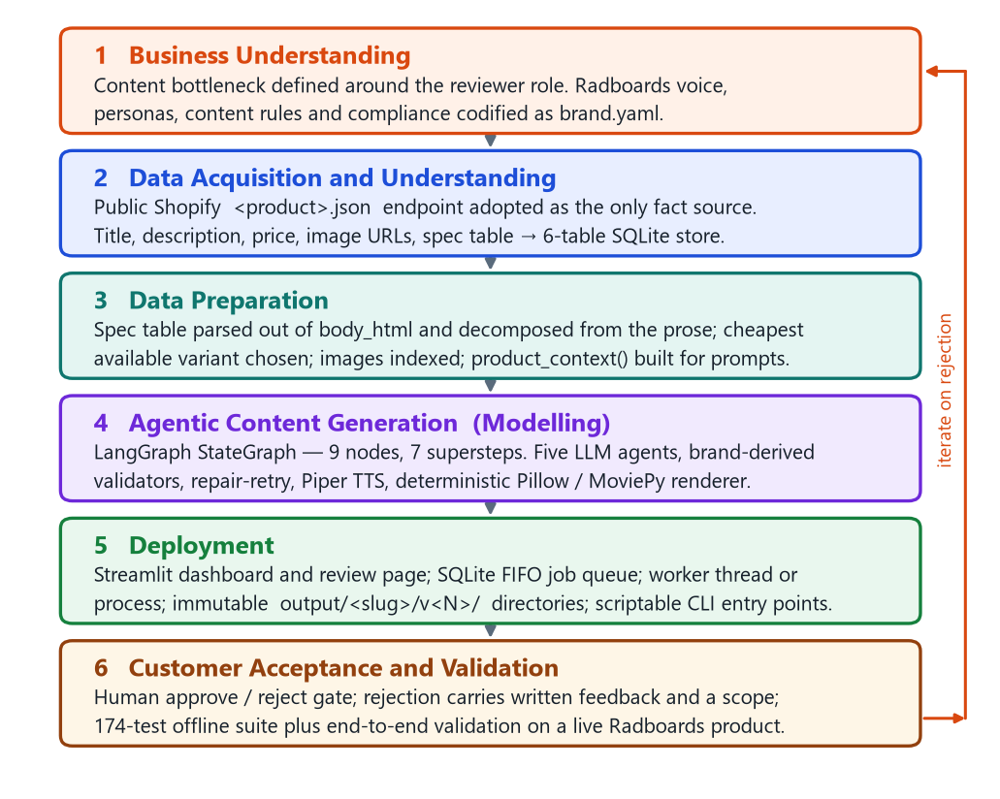 1 Business Understanding
Content bottleneck defined around the reviewer role. Radboards voice,
personas, content rules and compliance codified as brand.yaml.
2 Data Acquisition and Understanding
Public Shopify <product>.json endpoint adopted as the only fact source.
Title, description, price, image URLs, spec table → 6-table SQLite store.
3 Data Preparation
Spec table parsed out of body_html and decomposed from the prose; cheapest
available variant chosen; images indexed; product_context() built for prompts.
4 Agentic Content Generation (Modelling)
LangGraph StateGraph — 9 nodes, 7 supersteps. Five LLM agents, brand-derived
validators, repair-retry, Piper TTS, deterministic Pillow / MoviePy renderer.
5 Deployment
Streamlit dashboard and review page; SQLite FIFO job queue; worker thread or
process; immutable output/<slug>/v<N>/ directories; scriptable CLI entry points.
6 Customer Acceptance and Validation
Human approve / reject gate; rejection carries written feedback and a scope;
174-test offline suite plus end-to-end validation on a live Radboards product.
iterate on rejection